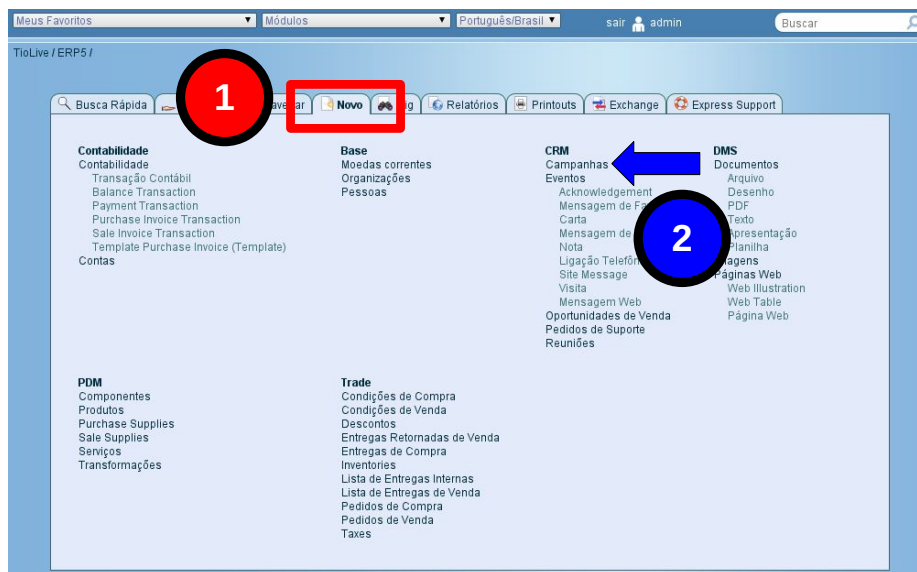 Meus Favoritos Módulos Português/Brasil sair admin Buscar
TioLive / ERP5 /
Busca Rápida 1 Novo Relatórios Printouts Exchange Express Support
Contabilidade Base CRM DMS
Contabilidade Moedas correntes Campanhas Documentos
Transação Contábil Organizações Eventos Arquivo
Balance Transaction Pessoas Acknowledgement Desenho
Payment Transaction Mensagem de PDF
Purchase Invoice Transaction Carta Texto
Sale Invoice Transaction Mensagem de 2 Apresentação
Template Purchase Invoice (Template) Nota Planilha
Contas Ligação
Site Message Páginas Web
Visita Web Illustration
Mensagem Web Web Table
Oportunidades de Venda Página Web
Pedidos de Suporte
Reuniões
PDM Trade
Componentes Condições de Compra
Produtos Condições de Venda
Purchase Supplies Descontos
Sale Supplies Entregas Retornadas de Venda
Serviços Entregas de Compra
Transformações Inventories
Lista de Entregas Internas
Lista de Entregas de Venda
Pedidos de Compra
Pedidos de Venda
Taxes